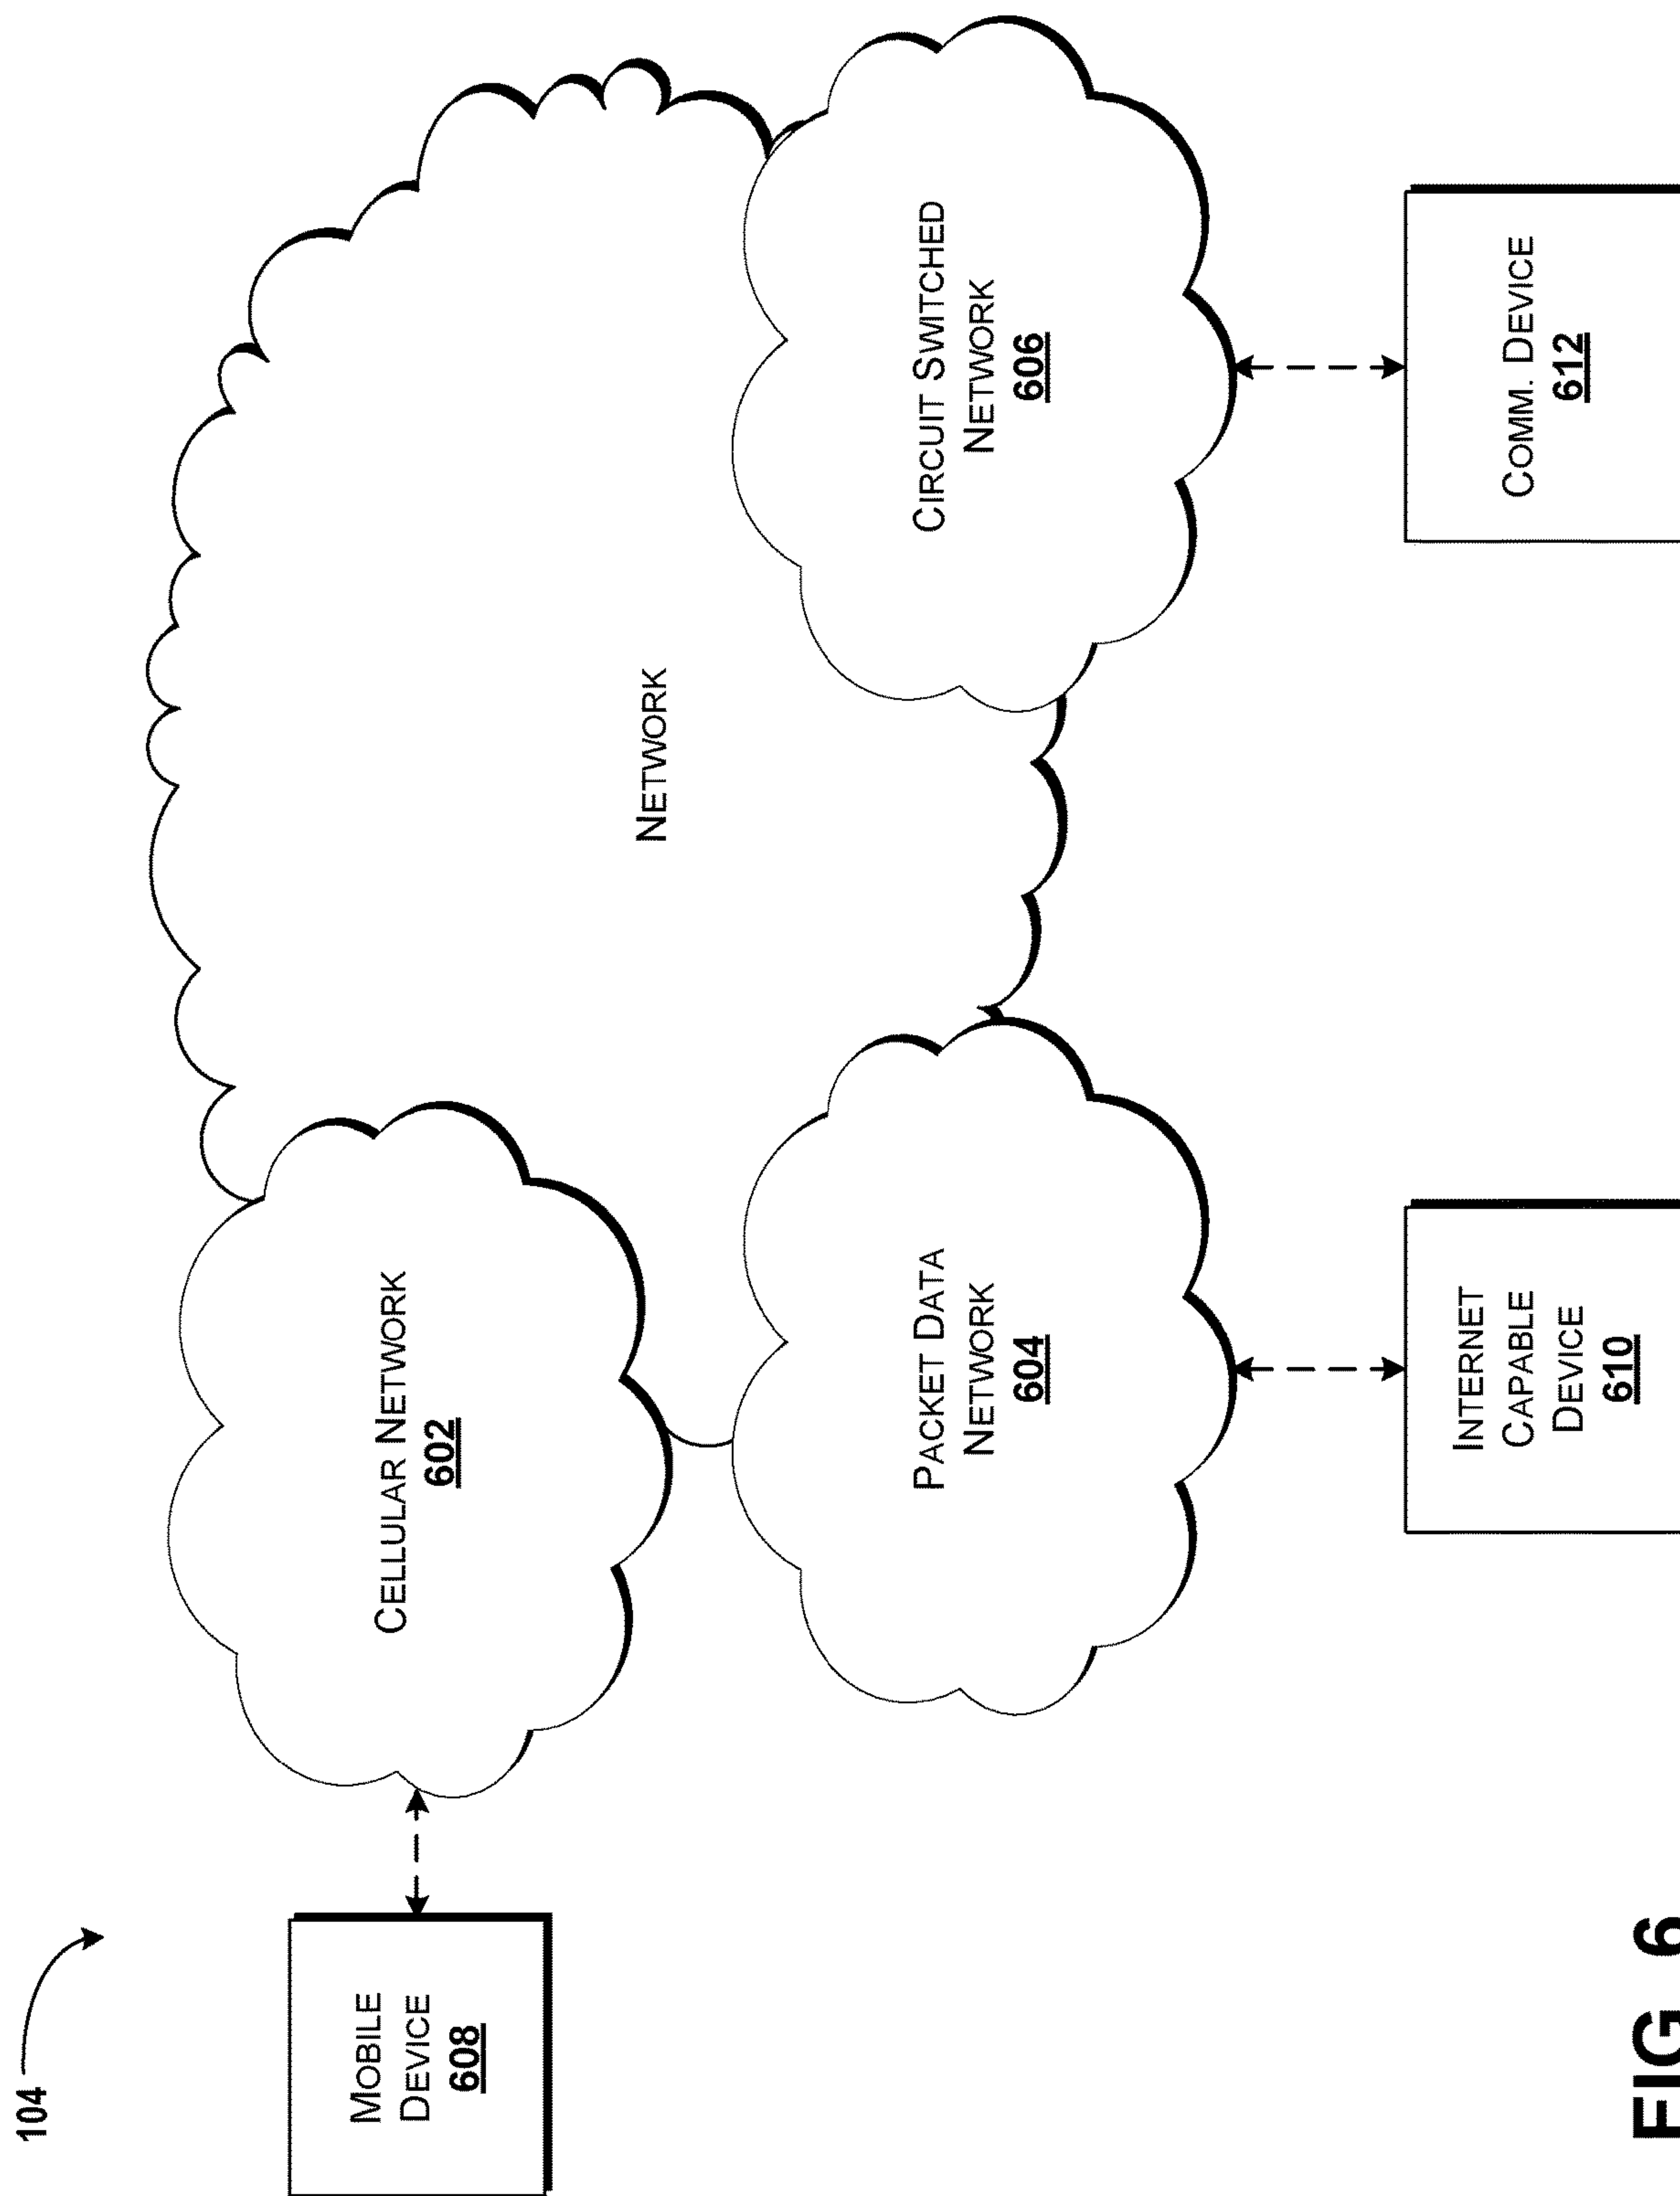 104
MOBILE
DEVICE
608
CELLULAR NETWORK
602
NETWORK
PACKET DATA
NETWORK
604
CIRCUIT SWITCHED
NETWORK
606
INTERNET
CAPABLE
DEVICE
610
COMM. DEVICE
612
FIG. 6